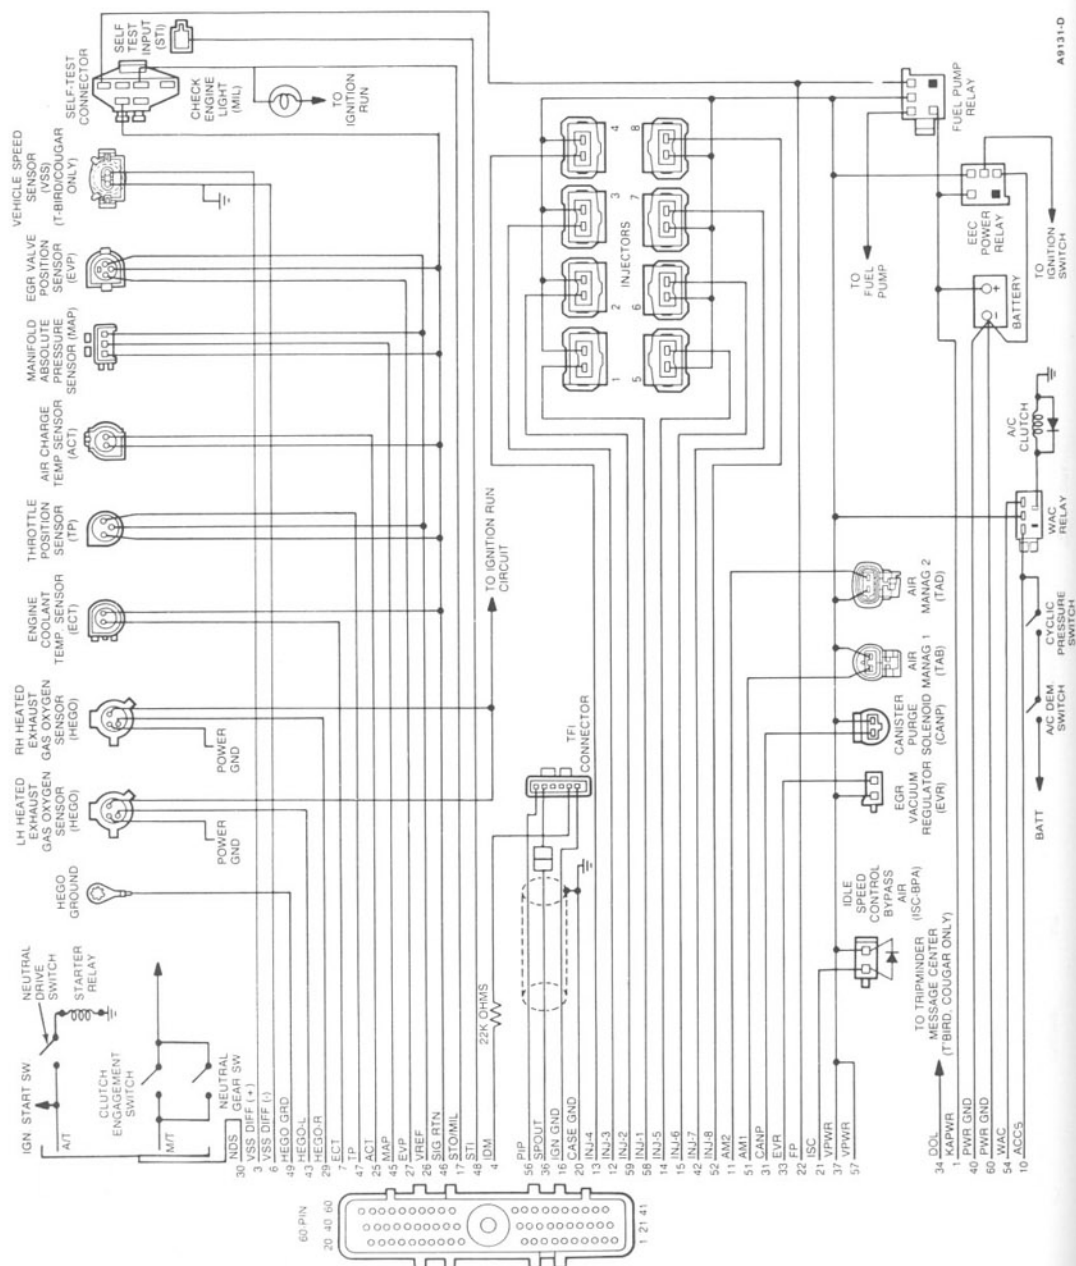 SELF-TEST
CONNECTOR
SELF
TEST
INPUT
(STI)
CHECK
ENGINE
LIGHT
(MIL)
TO
IGNITION
RUN
VEHICLE SPEED
SENSOR
(VSS)
(T-BIRD/COUGAR
ONLY)
EGR VALVE
POSITION
SENSOR
(EVP)
MANIFOLD
ABSOLUTE
PRESSURE
SENSOR (MAP)
AIR CHARGE
TEMP SENSOR
(ACT)
THROTTLE
POSITION
SENSOR
(TP)
ENGINE
COOLANT
TEMP. SENSOR
(ECT)
RH HEATED
EXHAUST
GAS OXYGEN
SENSOR
(HEGO)
POWER
GND
LH HEATED
EXHAUST
GAS OXYGEN
SENSOR
(HEGO)
POWER
GND
HEGO
GROUND
NEUTRAL
DRIVE
SWITCH
STARTER
RELAY
IGN START SW
A/T
CLUTCH
ENGAGEMENT
SWITCH
M/T
NEUTRAL
GEAR SW
TO IGNITION RUN
CIRCUIT
TFI
CONNECTOR
22K OHMS
INJECTORS
1
2
3
4
5
6
7
8
TO
FUEL
PUMP
FUEL PUMP
RELAY
EEC
POWER
RELAY
TO
IGNITION
SWITCH
+
-
BATTERY
A/C
CLUTCH
WAC RELAY
CYCLIC
PRESSURE
SWITCH
A/C DEM
SWITCH
BATT
AIR
MANAG 2
(TAD)
AIR
MANAG 1
(TAB)
CANISTER
PURGE
SOLENOID
(CANP)
EGR
VACUUM
REGULATOR
(EVR)
IDLE
SPEED
CONTROL
BYPASS
AIR
(ISC-BPA)
TO TRIPMINDER
MESSAGE CENTER
(T'BIRD, COUGAR ONLY)
30 NDS
3 VSS DIFF (+)
6 VSS DIFF (-)
49 HEGO GRD
43 HEGO-L
29 HEGO-R
7 ECT
47 TP
25 ACT
45 MAP
27 EVP
26 VREF
46 SIG RTN
17 STO/MIL
48 STI
4 IDM
56 PIP
36 SPOUT
16 IGN GND
20 CASE GND
13 INJ-4
12 INJ-3
59 INJ-2
58 INJ-1
14 INJ-5
15 INJ-6
42 INJ-7
52 INJ-8
11 AM2
51 AM1
31 CANP
33 EVR
22 FP
21 ISC
37 VPWR
57 VPWR
34 DOL
1 KAPWR
40 PWR GND
60 PWR GND
54 WAC
10 ACCS
60-PIN
20 40 60
1 21 41
A9131-D